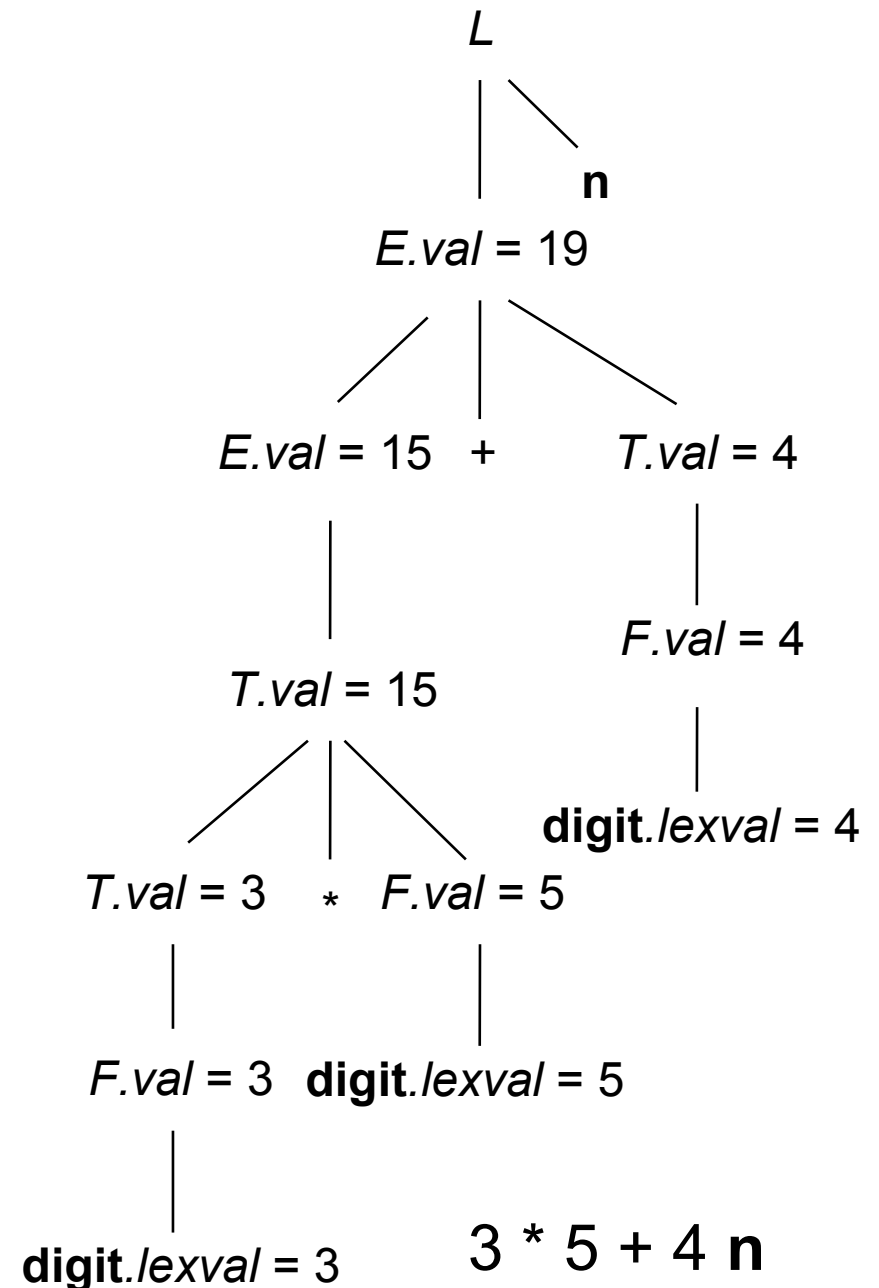 L
n
E.val = 19
E.val = 15 + T.val = 4
F.val = 4
T.val = 15
digit.lexval = 4
T.val = 3 * F.val = 5
F.val = 3 digit.lexval = 5
digit.lexval = 3
3 * 5 + 4 n